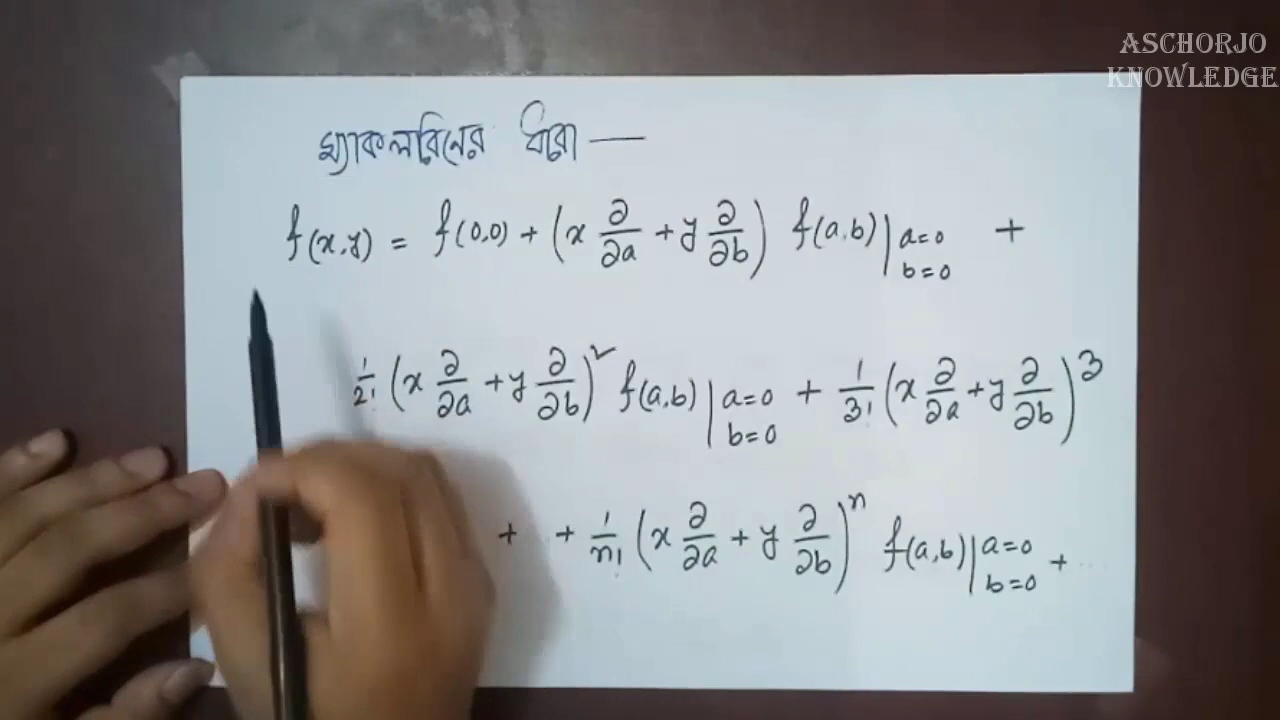 ASCHORJO
KNOWLEDGE
ম্যাকলরিনের ধারা —
f(x,y) = f(0,0) + (x ∂/∂a + y ∂/∂b) f(a,b)|a=0 b=0 +
1/2! (x ∂/∂a + y ∂/∂b)² f(a,b)|a=0 b=0 + 1/3! (x ∂/∂a + y ∂/∂b)³
+ + 1/n! (x ∂/∂a + y ∂/∂b)ⁿ f(a,b)|a=0 b=0 + ...